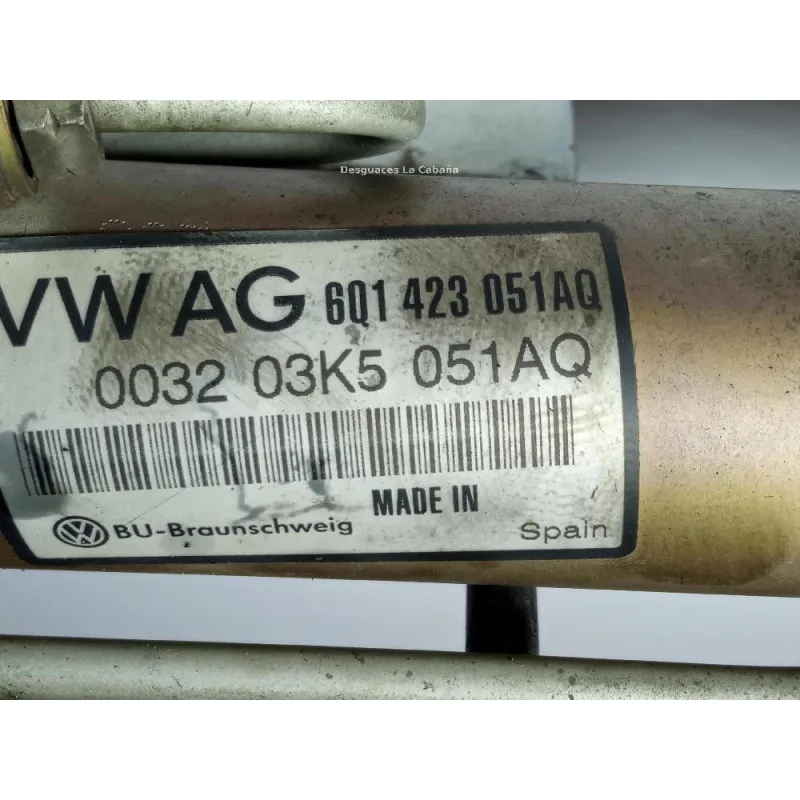 Desguaces La Cabaña
VW AG 6Q1 423 051AQ
0032 03K5 051AQ
MADE IN
BU-Braunschweig
Spain